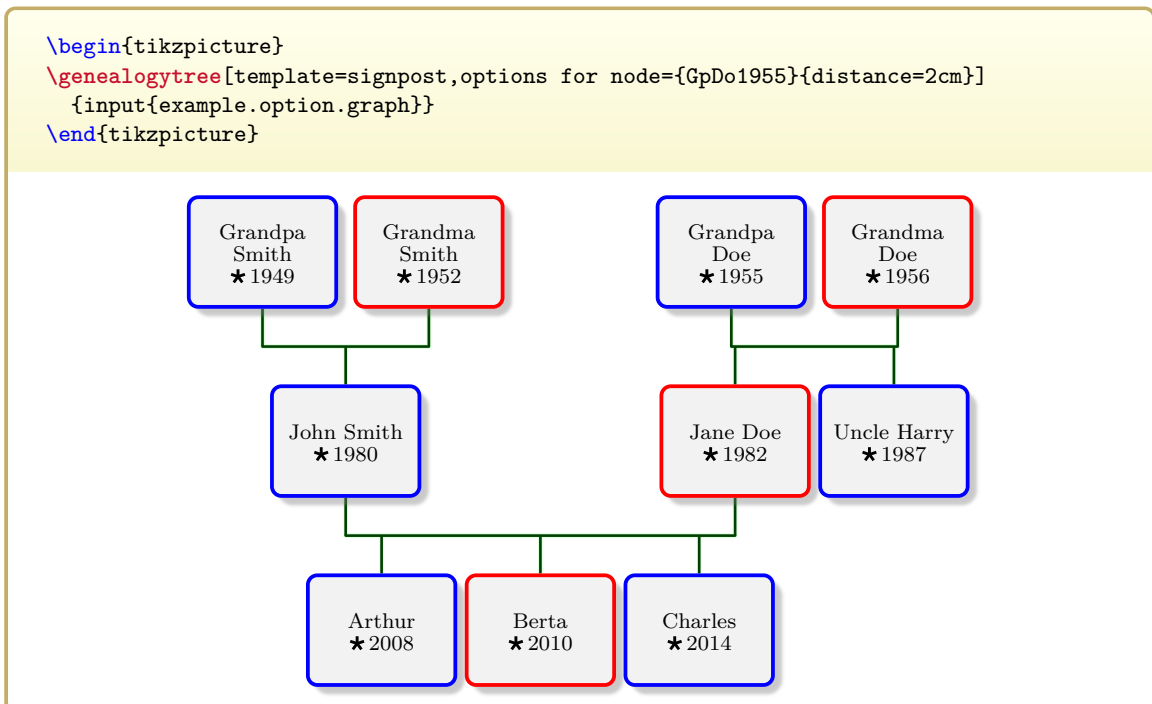 \begin{tikzpicture}
\genealogytree[template=signpost,options for node={GpDo1955}{distance=2cm}]
  {input{example.option.graph}}
\end{tikzpicture}
Grandpa
Smith
★1949
Grandma
Smith
★1952
Grandpa
Doe
★1955
Grandma
Doe
★1956
John Smith
★1980
Jane Doe
★1982
Uncle Harry
★1987
Arthur
★2008
Berta
★2010
Charles
★2014